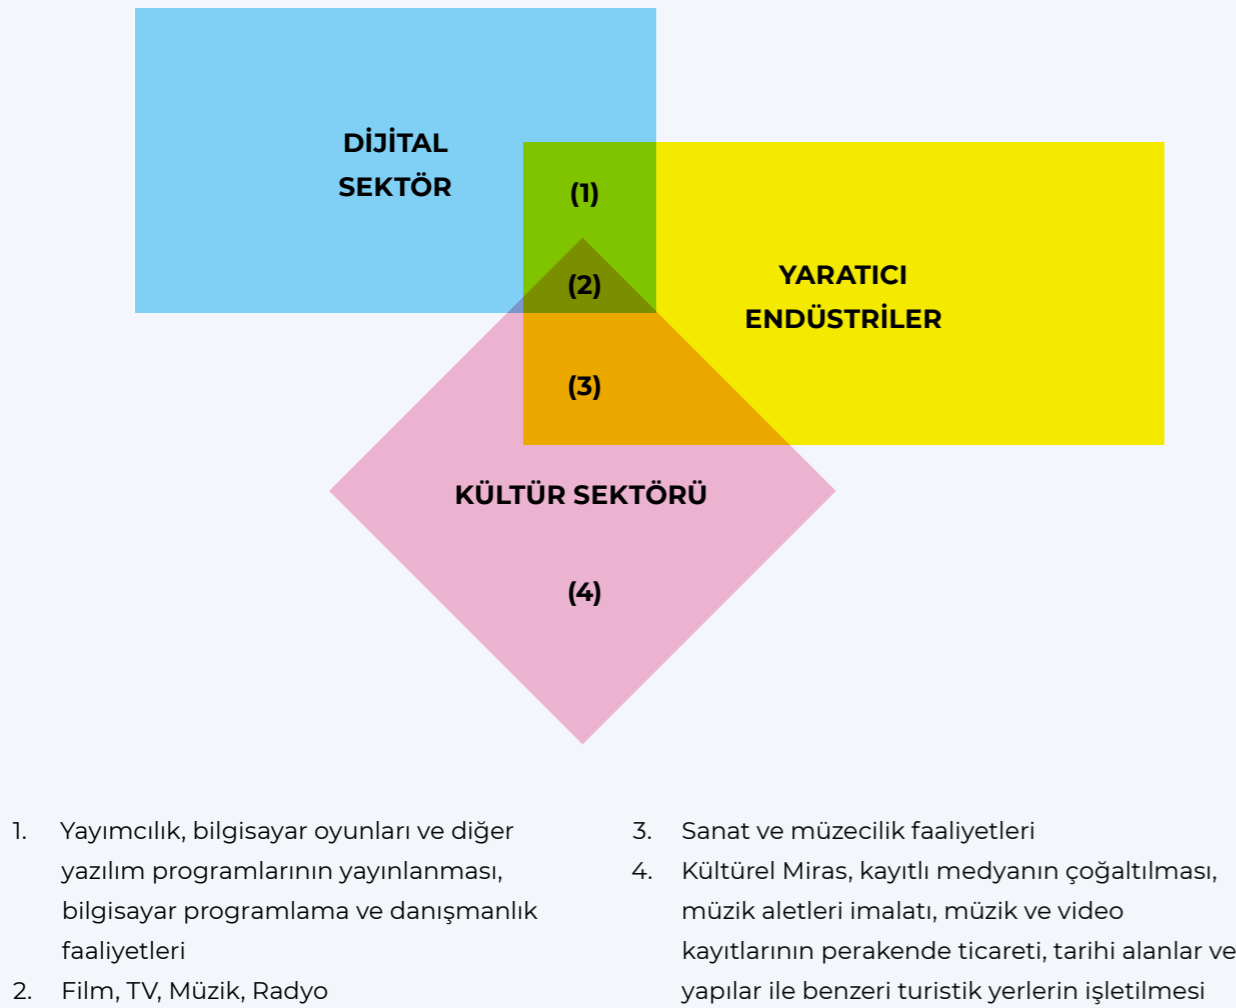 DİJİTAL
SEKTÖR
(1)
(2)
YARATICI
ENDÜSTRİLER
(3)
KÜLTÜR SEKTÖRÜ
(4)
1. Yayımcılık, bilgisayar oyunları ve diğer
yazılım programlarının yayınlanması,
bilgisayar programlama ve danışmanlık
faaliyetleri
2. Film, TV, Müzik, Radyo
3. Sanat ve müzecilik faaliyetleri
4. Kültürel Miras, kayıtlı medyanın çoğaltılması,
müzik aletleri imalatı, müzik ve video
kayıtlarının perakende ticareti, tarihi alanlar ve
yapılar ile benzeri turistik yerlerin işletilmesi